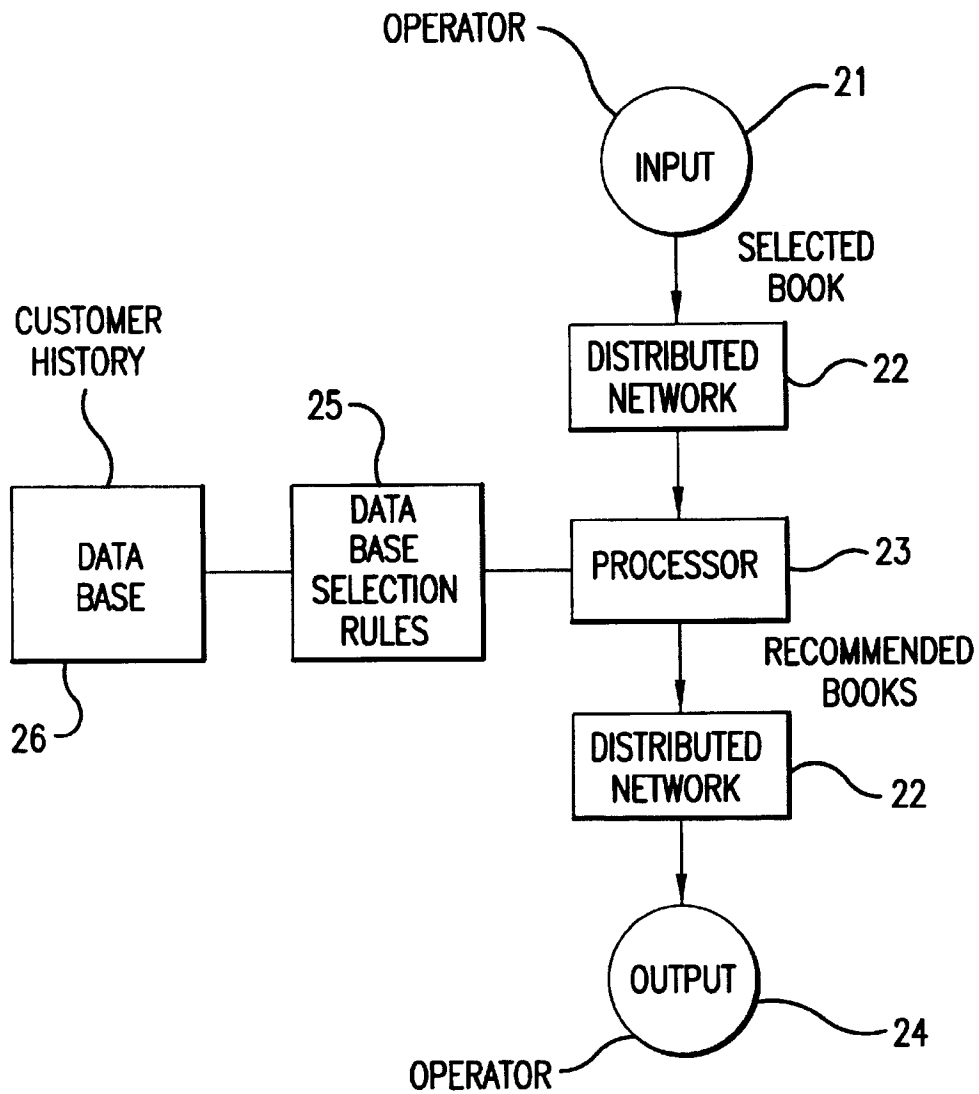 OPERATOR
21
INPUT
SELECTED
BOOK
DISTRIBUTED
NETWORK
22
CUSTOMER
HISTORY
25
DATA
BASE
DATA
BASE
SELECTION
RULES
PROCESSOR
23
26
RECOMMENDED
BOOKS
DISTRIBUTED
NETWORK
22
OUTPUT
24
OPERATOR